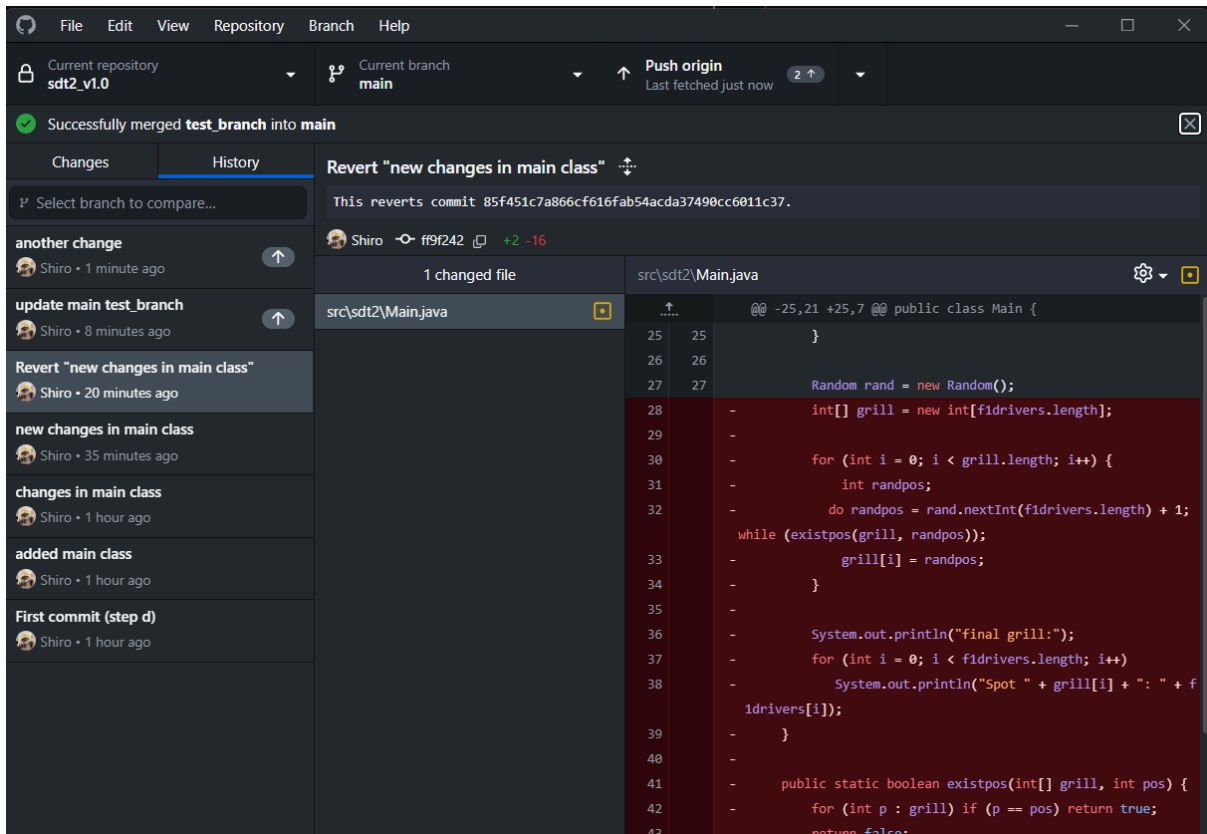 File Edit View Repository Branch Help
Current repository
sdt2_v1.0
Current branch
main
Push origin
Last fetched just now
2
Successfully merged test_branch into main
Changes History
Select branch to compare...
another change
Shiro • 1 minute ago
update main test_branch
Shiro • 8 minutes ago
Revert "new changes in main class"
Shiro • 20 minutes ago
new changes in main class
Shiro • 35 minutes ago
changes in main class
Shiro • 1 hour ago
added main class
Shiro • 1 hour ago
First commit (step d)
Shiro • 1 hour ago
Revert "new changes in main class"
This reverts commit 85f451c7a866cf616fab54acda37490cc6011c37.
Shiro ff9f242 +2 -16
1 changed file
src\sdt2\Main.java
src\sdt2\Main.java
@@ -25,21 +25,7 @@ public class Main {
25 25 }
26 26
27 27 Random rand = new Random();
28 - int[] grill = new int[f1drivers.length];
29 -
30 - for (int i = 0; i < grill.length; i++) {
31 - int randpos;
32 - do randpos = rand.nextInt(f1drivers.length) + 1;
while (existpos(grill, randpos));
33 - grill[i] = randpos;
34 - }
35 -
36 - System.out.println("final grill:");
37 - for (int i = 0; i < f1drivers.length; i++)
38 - System.out.println("Spot " + grill[i] + ": " + f
1drivers[i]);
39 - }
40 -
41 - public static boolean existpos(int[] grill, int pos) {
42 - for (int p : grill) if (p == pos) return true;
43 - return false;